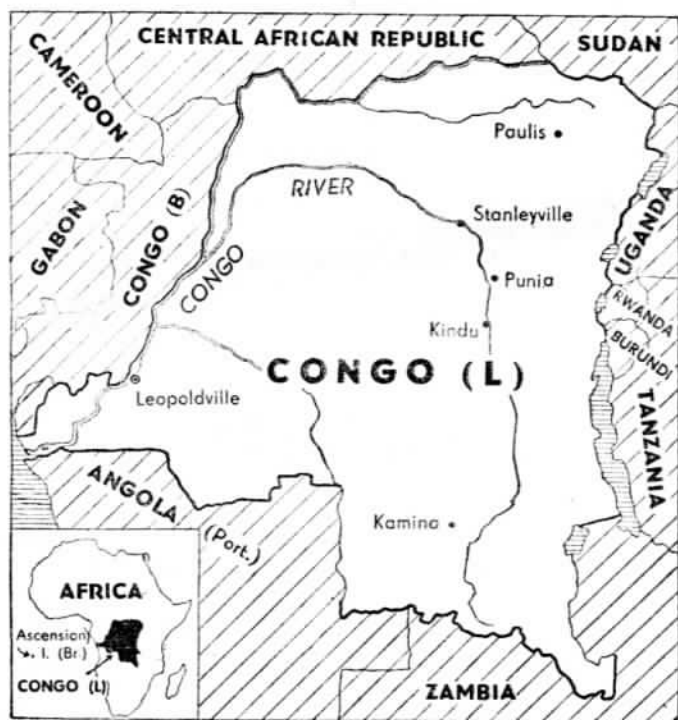 CENTRAL AFRICAN REPUBLIC
SUDAN
CAMEROON
Paulis
RIVER
Stanleyville
UGANDA
GABON
CONGO (B)
CONGO
Punia
RWANDA
Kindu
BURUNDI
CONGO (L)
Leopoldville
TANZANIA
ANGOLA (Port.)
Kamina
AFRICA
Ascension
I. (Br.)
CONGO (L)
ZAMBIA